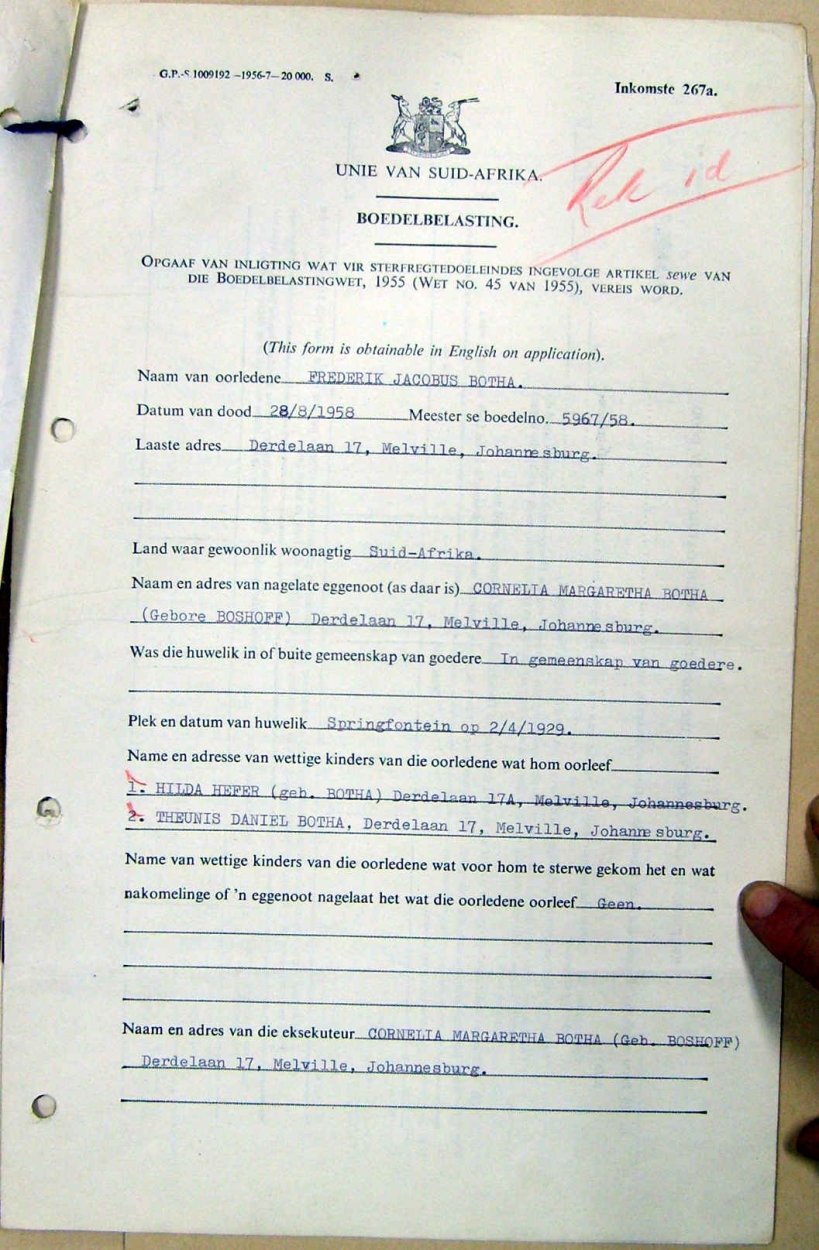 G.P.-S 1009192 -1956-7-20 000. S.
Inkomste 267a.
UNIE VAN SUID-AFRIKA.
BOEDELBELASTING.
OPGAAF VAN INLIGTING WAT VIR STERFREGTEDOELEINDES INGEVOLGE ARTIKEL sewe VAN
DIE BOEDELBELASTINGWET, 1955 (WET NO. 45 VAN 1955), VEREIS WORD.
(This form is obtainable in English on application).
Naam van oorledene FREDERIK JACOBUS BOTHA.
Datum van dood 28/8/1958 Meester se boedelno. 5967/58.
Laaste adres Derdelaan 17, Melville, Johannesburg.
Land waar gewoonlik woonagtig Suid-Afrika.
Naam en adres van nagelate eggenoot (as daar is) CORNELIA MARGARETHA BOTHA
(Gebore BOSHOFF) Derdelaan 17, Melville, Johannesburg.
Was die huwelik in of buite gemeenskap van goedere In gemeenskap van goedere.
Plek en datum van huwelik Springfontein op 2/4/1929.
Name en adresse van wettige kinders van die oorledene wat hom oorleef
1. HILDA HEFER (geb. BOTHA) Derdelaan 17A, Melville, Johannesburg.
2. THEUNIS DANIEL BOTHA, Derdelaan 17, Melville, Johannesburg.
Name van wettige kinders van die oorledene wat voor hom te sterwe gekom het en wat
nakomelinge of 'n eggenoot nagelaat het wat die oorledene oorleef Geen.
Naam en adres van die eksekuteur CORNELIA MARGARETHA BOTHA (Geb. BOSHOFF)
Derdelaan 17, Melville, Johannesburg.